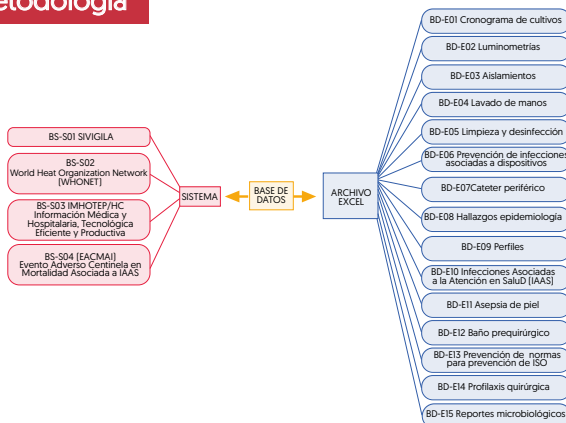 etodología
BS-S01 SIVIGILA
BS-S02
World Heat Organization Network
[WHONET]
BS-S03 IMHOTEP/HC
Información Médica y
Hospitalaria, Tecnológica
Eficiente y Productiva
BS-S04 [EACMAI]
Evento Adverso Centinela en
Mortalidad Asociada a IAAS
SISTEMA
BASE DE
DATOS
ARCHIVO
EXCEL
BD-E01 Cronograma de cultivos
BD-E02 Luminometrías
BD-E03 Aislamientos
BD-E04 Lavado de manos
BD-E05 Limpieza y desinfección
BD-E06 Prevención de infecciones
asociadas a dispositivos
BD-E07Cateter periférico
BD-E08 Hallazgos epidemiología
BD-E09 Perfiles
BD-E10 Infecciones Asociadas
a la Atención en SaluD [IAAS]
BD-E11 Asepsia de piel
BD-E12 Baño prequirúrgico
BD-E13 Prevención de normas
para prevención de ISO
BD-E14 Profilaxis quirúrgica
BD-E15 Reportes microbiológicos